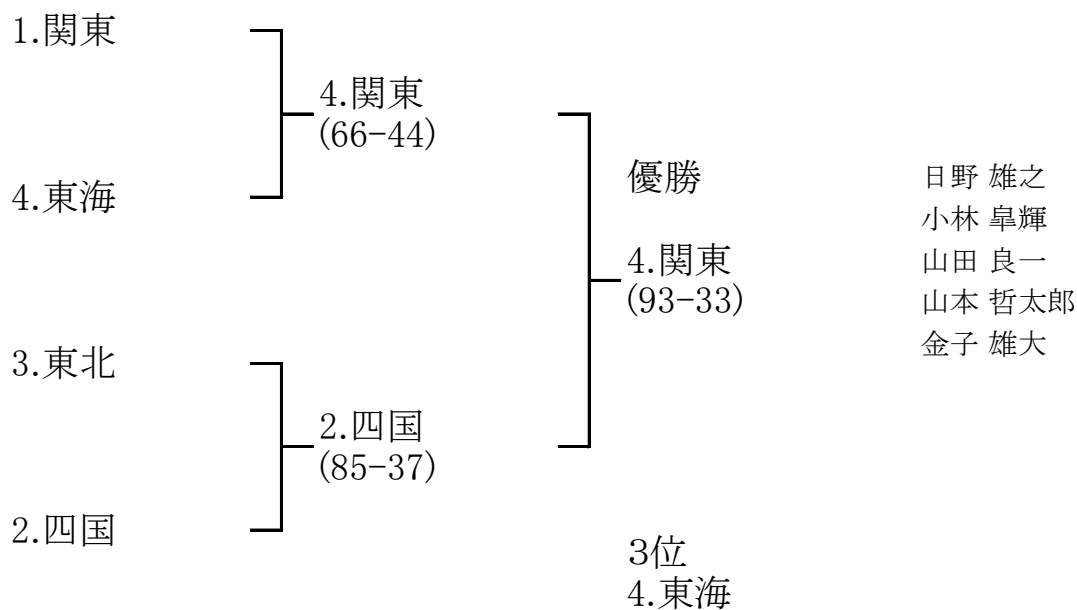 1.関東
4.東海
3.東北
2.四国
4.関東
(66-44)
2.四国
(85-37)
優勝
4.関東
(93-33)
3位
4.東海
日野 雄之
小林 皐輝
山田 良一
山本 哲太郎
金子 雄大